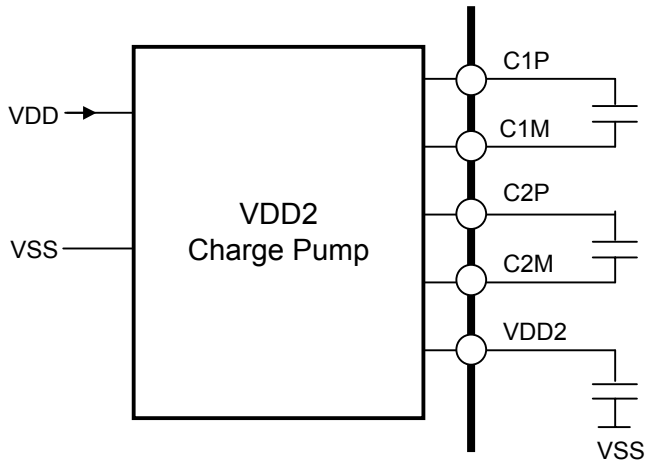 C1P
VDD
C1M
VDD2
Charge Pump
C2P
VSS
C2M
VDD2
VSS